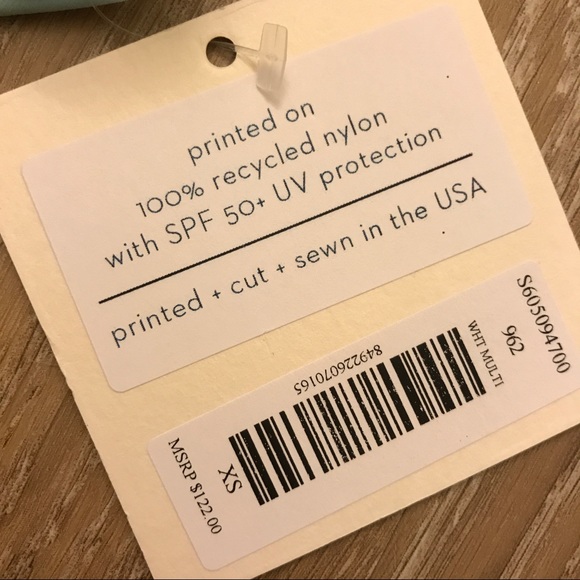 printed on
100% recycled nylon
with SPF 50+ UV protection
printed + cut + sewn in the USA
S605094700
962
WHT MULTI
849226070165
XS
MSRP $122.00